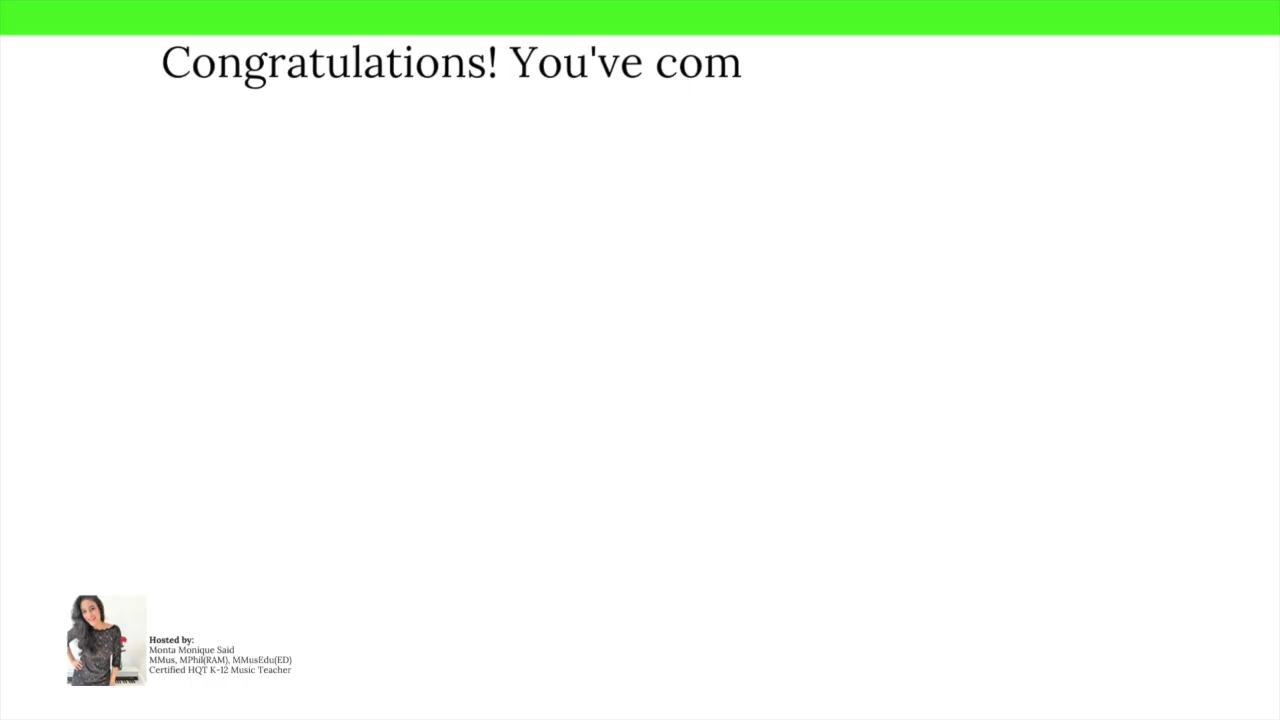 Congratulations! You've com
Hosted by:
Monta Monique Said
MMus, MPhil(RAM), MMusEdu(ED)
Certified HQT K-12 Music Teacher